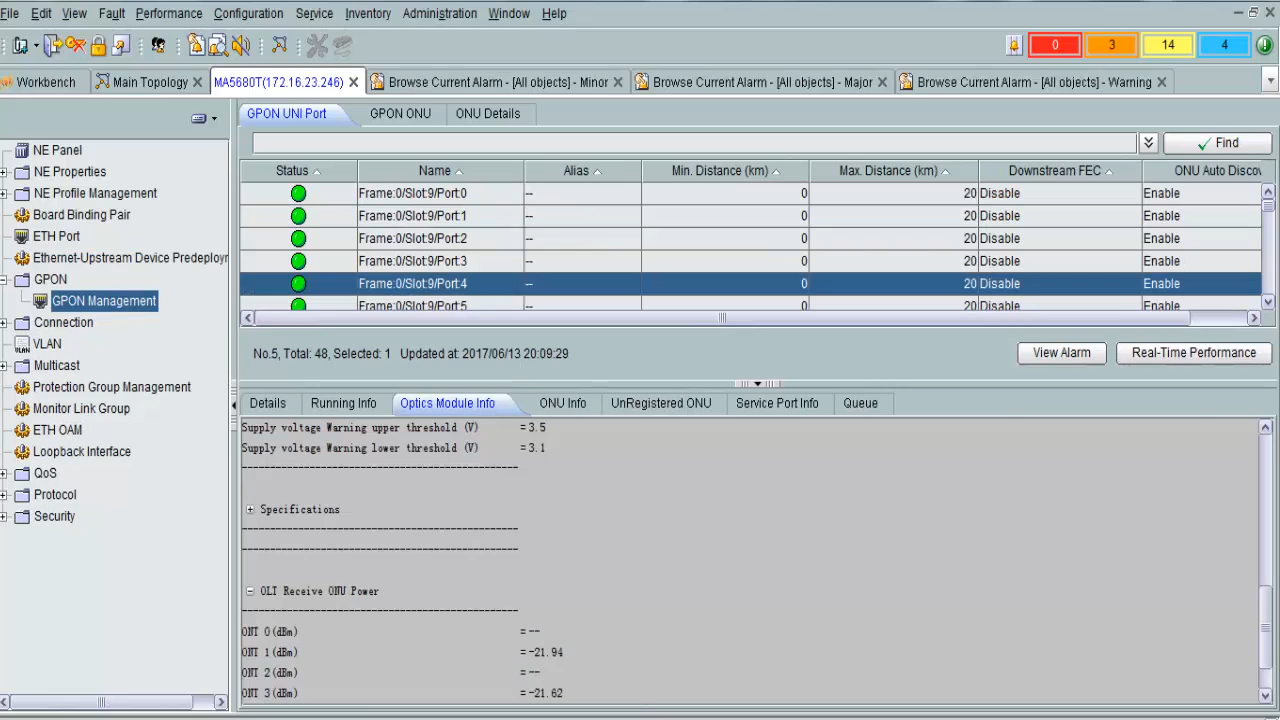 File Edit View Fault Performance Configuration Service Inventory Administration Window Help
0 3 14 4
Workbench Main Topology MA5680T(172.16.23.246) Browse Current Alarm - [All objects] - Minor Browse Current Alarm - [All objects] - Major Browse Current Alarm - [All objects] - Warning
NE Panel
NE Properties
NE Profile Management
Board Binding Pair
ETH Port
Ethernet-Upstream Device Predeploym
GPON
GPON Management
Connection
VLAN
Multicast
Protection Group Management
Monitor Link Group
ETH OAM
Loopback Interface
QoS
Protocol
Security
GPON UNI Port GPON ONU ONU Details
Find
Status Name Alias Min. Distance (km) Max. Distance (km) Downstream FEC ONU Auto Discov
Frame:0/Slot:9/Port:0 -- 0 20 Disable Enable
Frame:0/Slot:9/Port:1 -- 0 20 Disable Enable
Frame:0/Slot:9/Port:2 -- 0 20 Disable Enable
Frame:0/Slot:9/Port:3 -- 0 20 Disable Enable
Frame:0/Slot:9/Port:4 -- 0 20 Disable Enable
Frame:0/Slot:9/Port:5 -- 0 20 Disable Enable
No.5, Total: 48, Selected: 1 Updated at: 2017/06/13 20:09:29
View Alarm Real-Time Performance
Details Running Info Optics Module Info ONU Info UnRegistered ONU Service Port Info Queue
Supply voltage Warning upper threshold (V) =3.5
Supply voltage Warning lower threshold (V) =3.1
Specifications
OLT Receive ONU Power
ONT 0(dBm) =--
ONT 1(dBm) =-21.94
ONT 2(dBm) =--
ONT 3(dBm) =-21.62